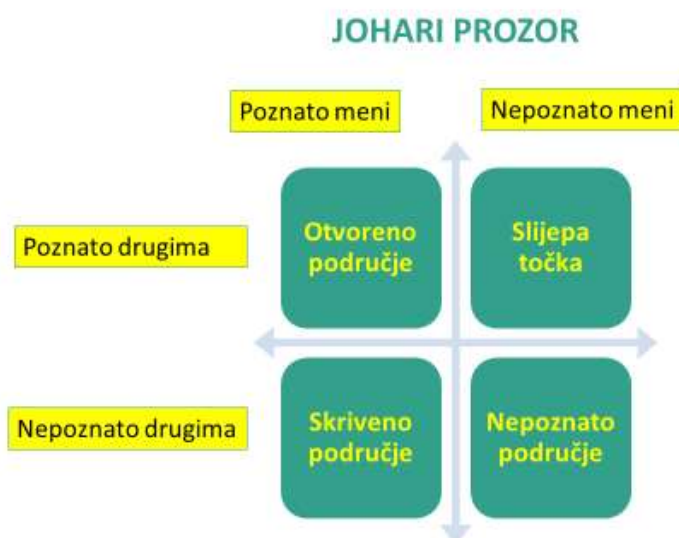 JOHARI PROZOR
Poznato meni
Nepoznato meni
Poznato drugima
Otvoreno
područje
Slijepa
točka
Nepoznato drugima
Skriveno
područje
Nepoznato
područje